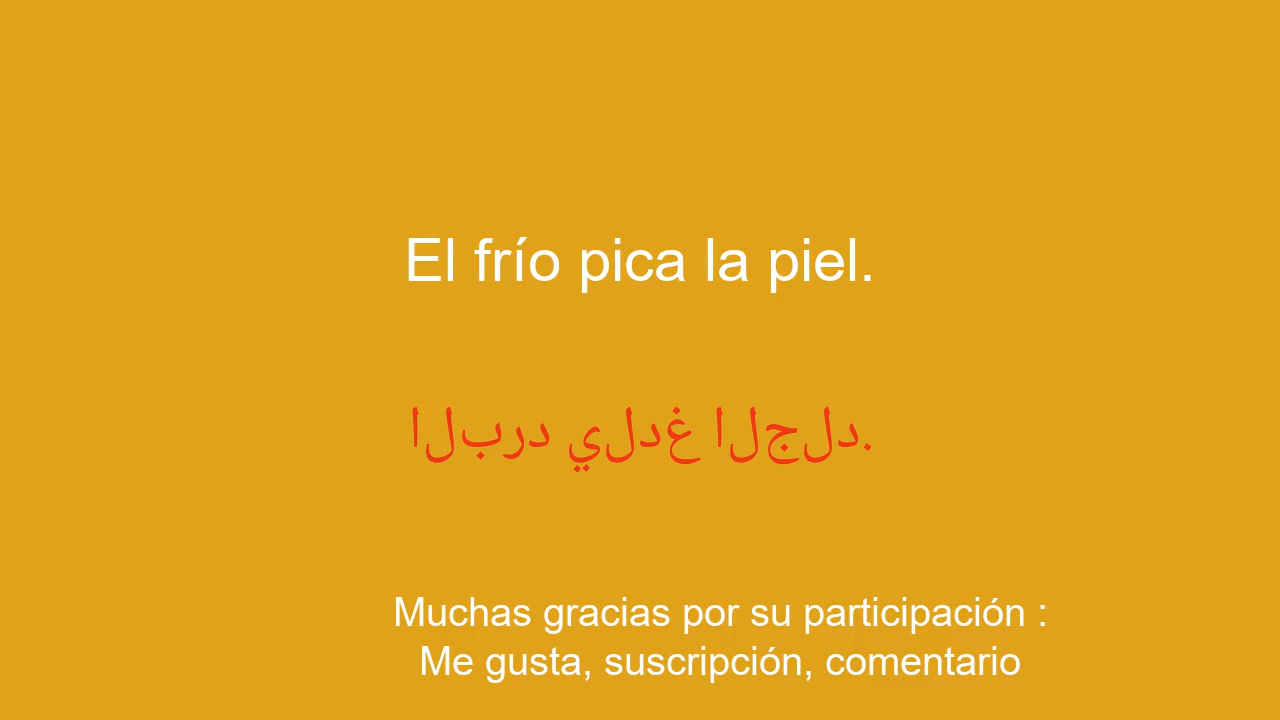 El frío pica la piel.
البرد يلدغ الجلد.
Muchas gracias por su participación :
Me gusta, suscripción, comentario